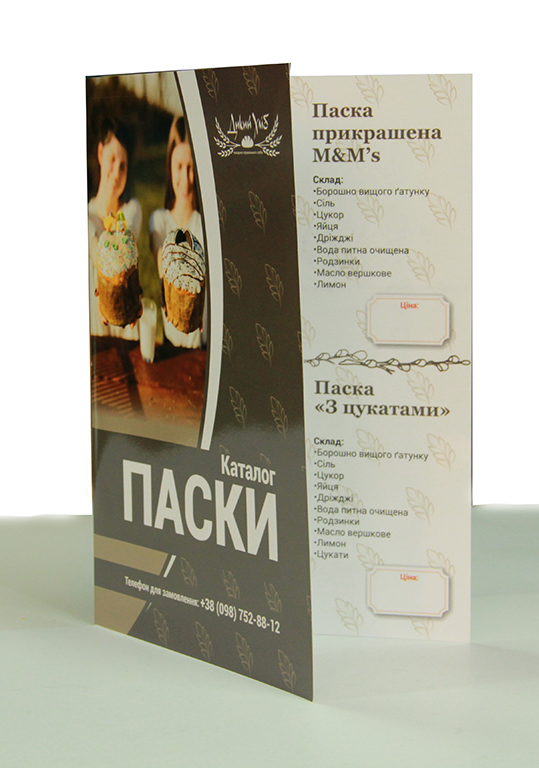 Дикий Хліб
Каталог
ПАСКИ
Телефон для замовлення: +38 (098) 752-88-12
Паска
прикрашена
M&M's
Склад:
•Борошно вищого ґатунку
•Сіль
•Цукор
•Яйця
•Дріжджі
•Вода питна очищена
•Родзинки
•Масло вершкове
•Лимон
Ціна:
Паска
«З цукатами»
Склад:
•Борошно вищого ґатунку
•Сіль
•Цукор
•Яйця
•Дріжджі
•Вода питна очищена
•Родзинки
•Масло вершкове
•Лимон
•Цукати
Ціна: